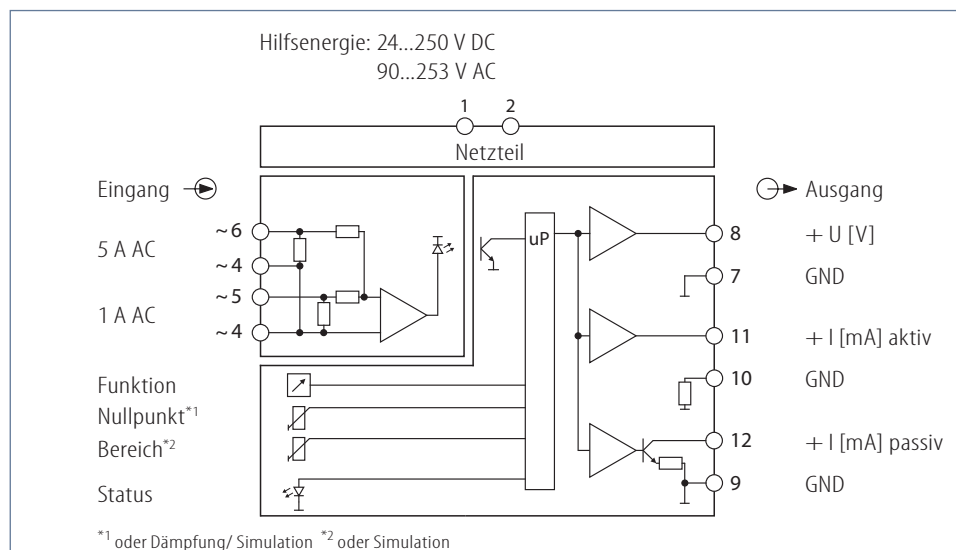 Hilfsenergie: 24...250 V DC
90...253 V AC
1 2
Netzteil
Eingang
Ausgang
5 A AC
~6
~4
1 A AC
~5
~4
uP
8 + U [V]
7 GND
11 + I [mA] aktiv
10 GND
12 + I [mA] passiv
9 GND
Funktion
Nullpunkt*1
Bereich*2
Status
*1 oder Dämpfung/ Simulation *2 oder Simulation